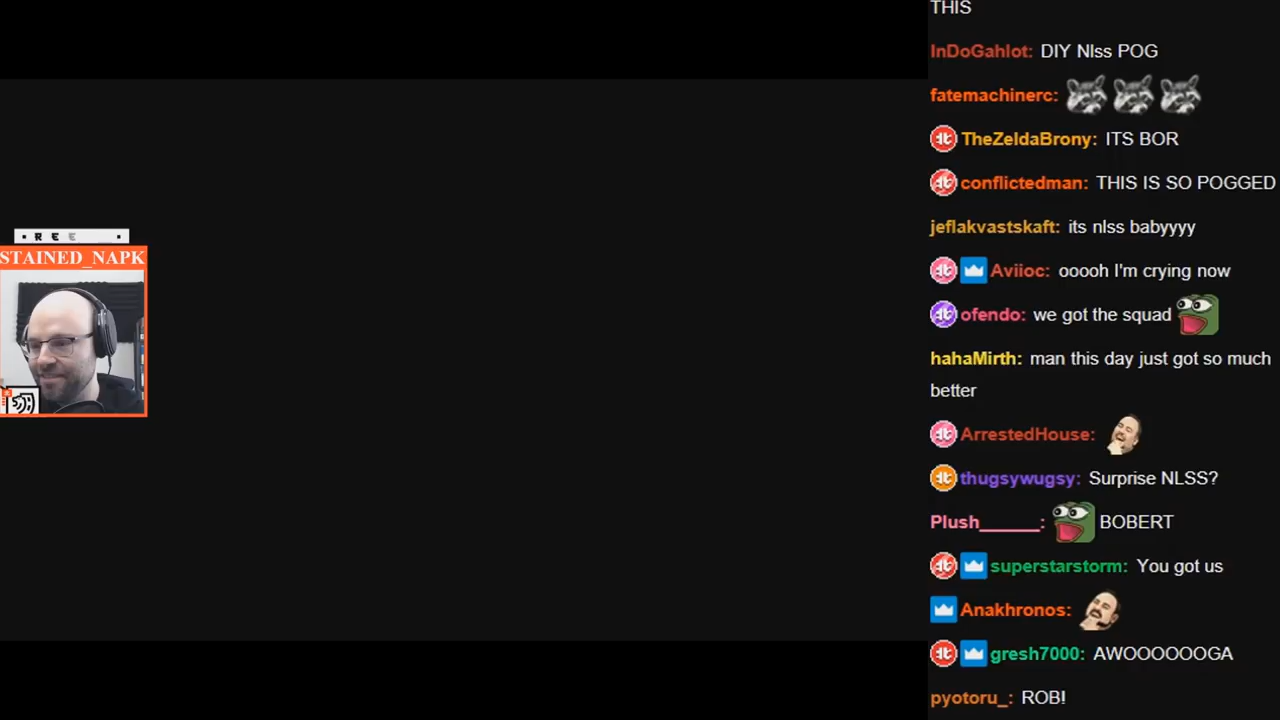 THIS
InDoGahlot: DIY Nlss POG
fatemachinerc:
TheZeldaBrony: ITS BOR
conflictedman: THIS IS SO POGGED
jeflakvastskaft: its nlss babyyyy
Aviioc: ooooh I'm crying now
ofendo: we got the squad
hahaMirth: man this day just got so much
better
ArrestedHouse:
thugsywugsy: Surprise NLSS?
Plush______: BOBERT
superstarstorm: You got us
Anakhronos:
gresh7000: AWOOOOOOGA
pyotoru_: ROB!
• R E E •
STAINED_NAPK